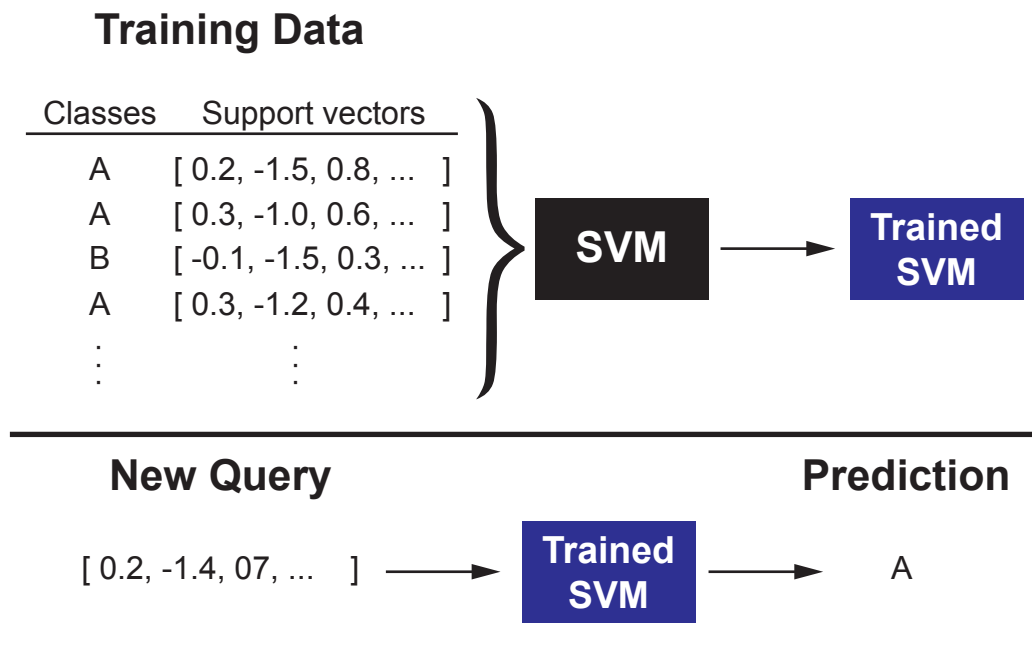 Training Data
Classes Support vectors
A [ 0.2, -1.5, 0.8, ... ]
A [ 0.3, -1.0, 0.6, ... ]
B [ -0.1, -1.5, 0.3, ... ]
A [ 0.3, -1.2, 0.4, ... ]
. .
. .
. .
SVM
Trained
SVM
New Query
Prediction
[ 0.2, -1.4, 07, ... ]
Trained
SVM
A